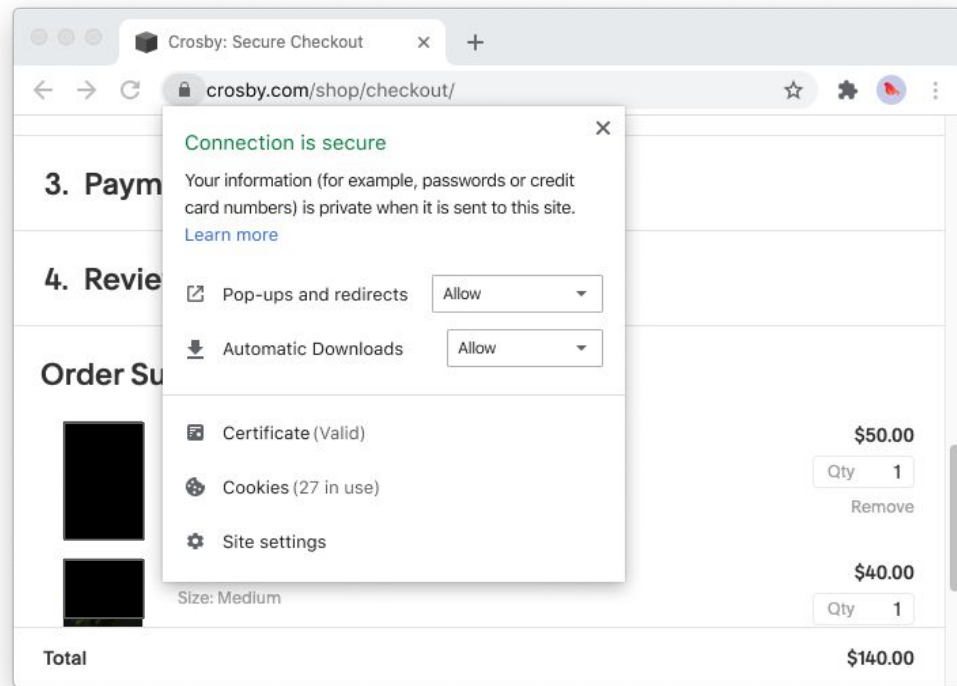 Crosby: Secure Checkout
crosby.com/shop/checkout/
Connection is secure
Your information (for example, passwords or credit
card numbers) is private when it is sent to this site.
Learn more
Pop-ups and redirects Allow
Automatic Downloads Allow
Certificate (Valid)
Cookies (27 in use)
Site settings
3. Paym
4. Revie
Order Su
$50.00
Qty 1
Remove
$40.00
Size: Medium
Qty 1
Total $140.00